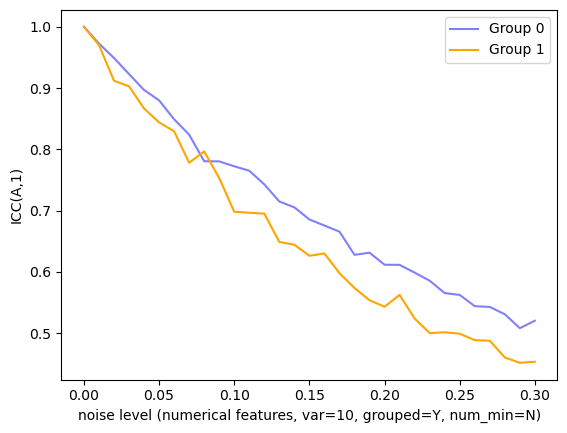 Group 0
Group 1
ICC(A,1)
1.0
0.9
0.8
0.7
0.6
0.5
0.00 0.05 0.10 0.15 0.20 0.25 0.30
noise level (numerical features, var=10, grouped=Y, num_min=N)